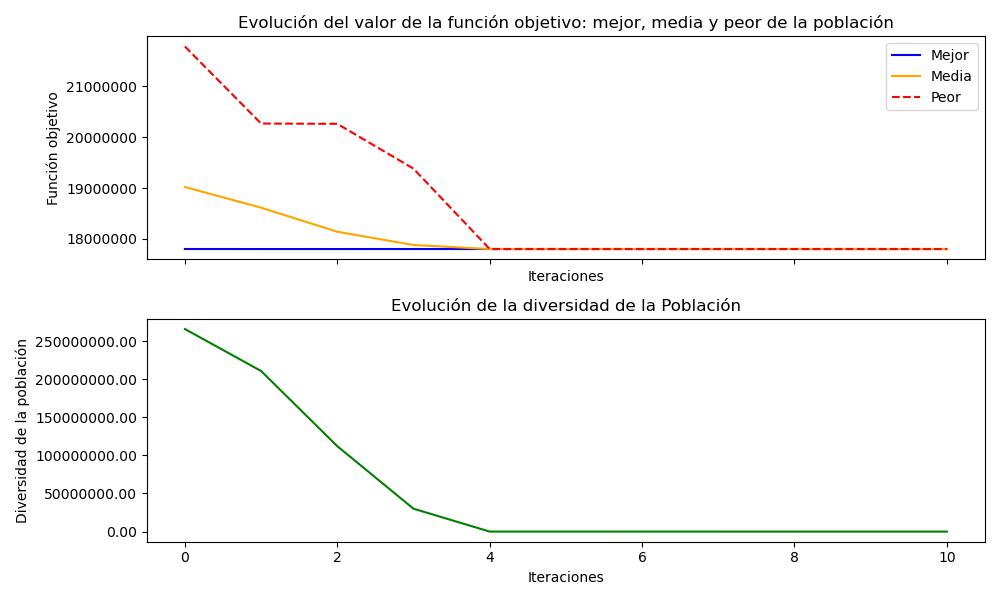 Evolución del valor de la función objetivo: mejor, media y peor de la población
Función objetivo
21000000
20000000
19000000
18000000
Mejor
Media
Peor
Iteraciones
Evolución de la diversidad de la Población
Diversidad de la población
250000000.00
200000000.00
150000000.00
100000000.00
50000000.00
0.00
0 2 4 6 8 10
Iteraciones